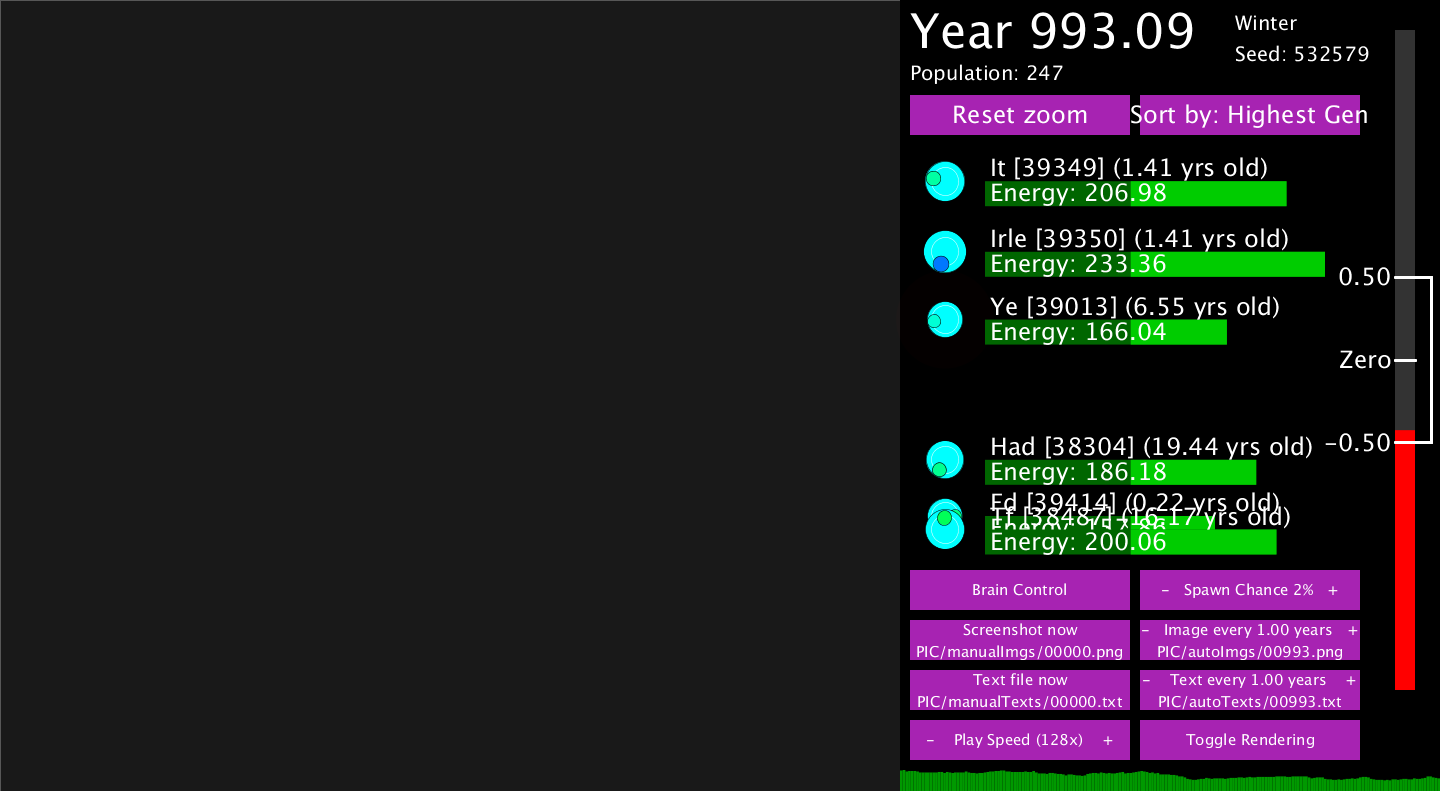 Year 993.09
Winter
Seed: 532579
Population: 247
Reset zoom
Sort by: Highest Gen
It [39349] (1.41 yrs old)
Energy: 206.98
Irle [39350] (1.41 yrs old)
Energy: 233.36
0.50
Ye [39013] (6.55 yrs old)
Energy: 166.04
Zero
Had [38304] (19.44 yrs old)
-0.50
Energy: 186.18
Ed [39414] (0.22 yrs old)
Tf [38487] (16.17 yrs old)
Energy: 200.06
Brain Control
- Spawn Chance 2% +
Screenshot now
PIC/manualImgs/00000.png
- Image every 1.00 years +
PIC/autoImgs/00993.png
Text file now
PIC/manualTexts/00000.txt
- Text every 1.00 years +
PIC/autoTexts/00993.txt
- Play Speed (128x) +
Toggle Rendering